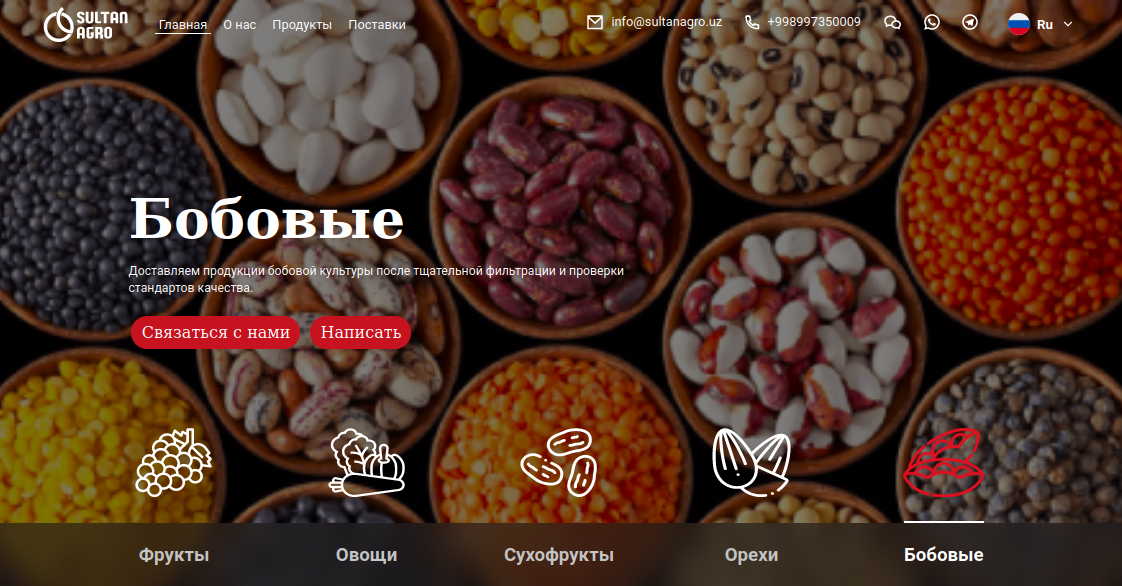 SULTAN
AGRO
Главная О нас Продукты Поставки
info@sultanagro.uz +998997350009 Ru
Бобовые
Доставляем продукции бобовой культуры после тщательной фильтрации и проверки
стандартов качества.
Связаться с нами Написать
Фрукты Овощи Сухофрукты Орехи Бобовые